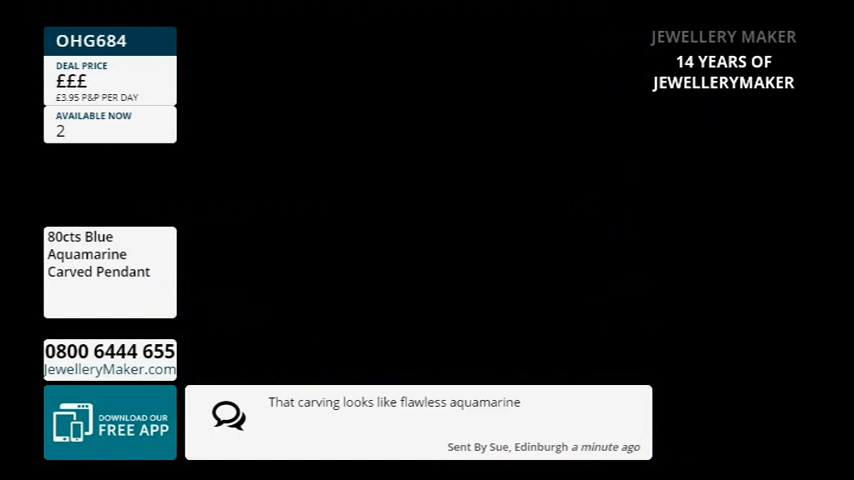 OHG684
DEAL PRICE
£££
£3.95 P&P PER DAY
AVAILABLE NOW
2
80cts Blue
Aquamarine
Carved Pendant
0800 6444 655
JewelleryMaker.com
DOWNLOAD OUR
FREE APP
That carving looks like flawless aquamarine
Sent By Sue, Edinburgh a minute ago
JEWELLERY MAKER
14 YEARS OF
JEWELLERYMAKER